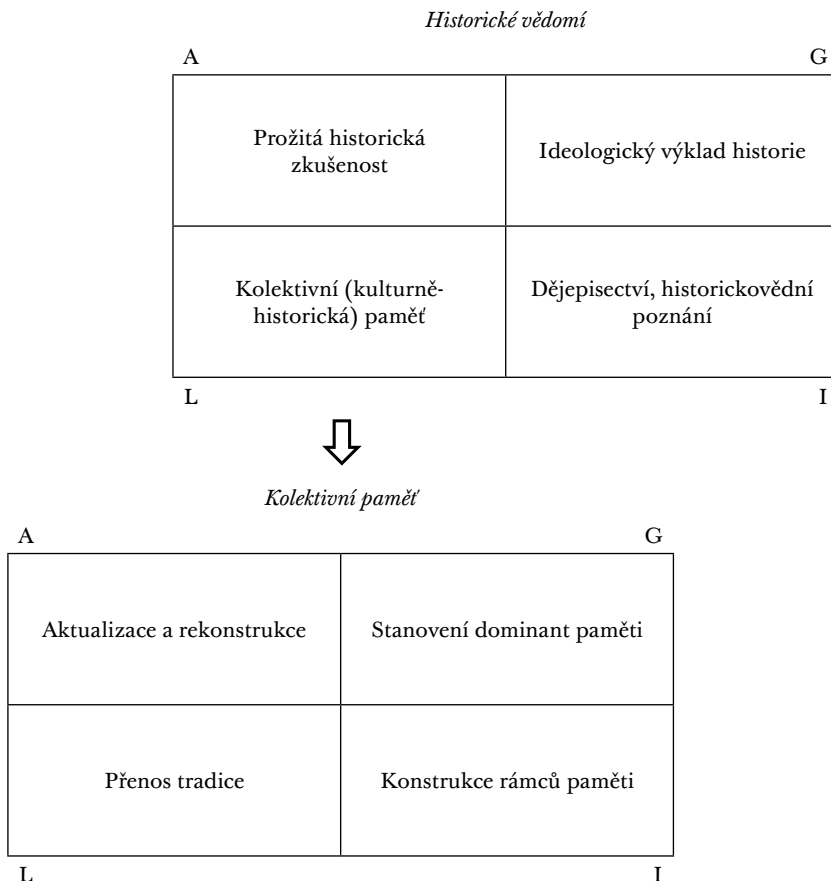 Historické vědomí
A G
Prožitá historická
zkušenost
Ideologický výklad historie
Kolektivní (kulturně-
historická) paměť
Dějepisectví, historickovědní
poznání
L I
Kolektivní paměť
A G
Aktualizace a rekonstrukce
Stanovení dominant paměti
Přenos tradice
Konstrukce rámců paměti
L I